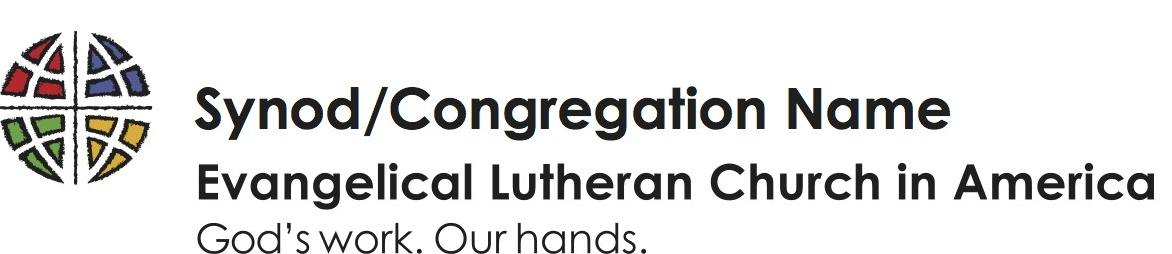 Synod/Congregation Name
Evangelical Lutheran Church in America
God's work. Our hands.